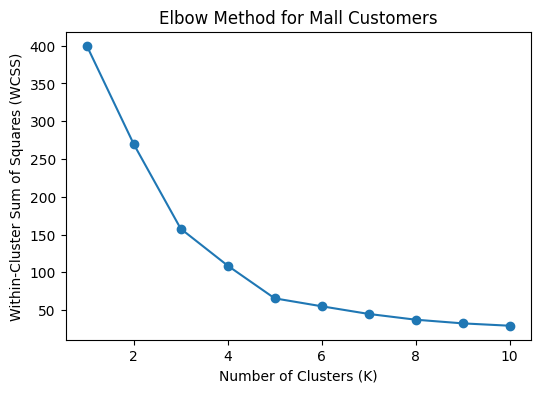 Elbow Method for Mall Customers
Within-Cluster Sum of Squares (WCSS)
400
350
300
250
200
150
100
50
2 4 6 8 10
Number of Clusters (K)